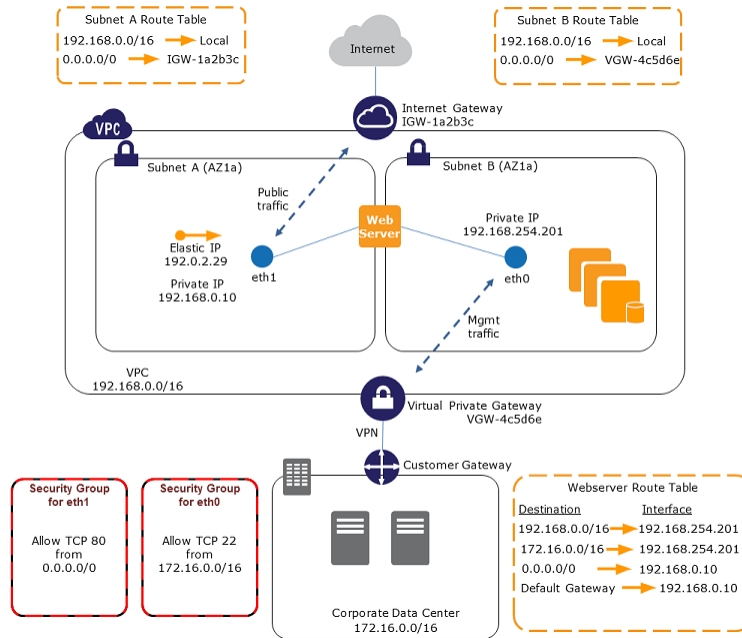 Subnet A Route Table
192.168.0.0/16 Local
0.0.0.0/0 IGW-1a2b3c
Subnet B Route Table
192.168.0.0/16 Local
0.0.0.0/0 VGW-4c5d6e
Internet
Internet Gateway
IGW-1a2b3c
VPC
Subnet A (AZ1a)
Subnet B (AZ1a)
Public
traffic
Web
Server
Private IP
192.168.254.201
Elastic IP
192.0.2.29
eth1
eth0
Private IP
192.168.0.10
Mgmt
traffic
VPC
192.168.0.0/16
Virtual Private Gateway
VGW-4c5d6e
VPN
Customer Gateway
Security Group
for eth1
Allow TCP 80
from
0.0.0.0/0
Security Group
for eth0
Allow TCP 22
from
172.16.0.0/16
Corporate Data Center
172.16.0.0/16
Webserver Route Table
Destination Interface
192.168.0.0/16 192.168.254.201
172.16.0.0/16 192.168.254.201
0.0.0.0/0 192.168.0.10
Default Gateway 192.168.0.10